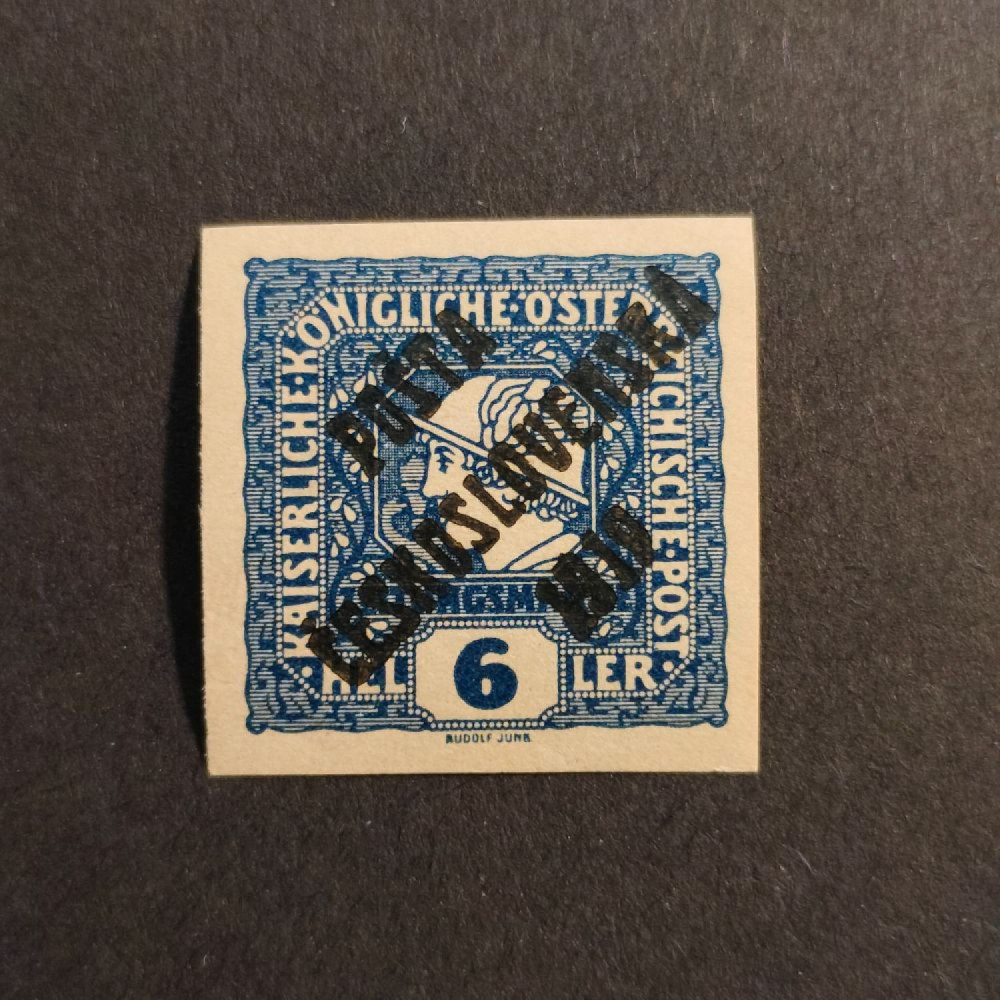 KAISERLICHE·KÖNIGLICHE·ÖSTERREICHISCHE·POST·
POŠTA
ČESKOSLOVENSKÁ
1919
HEL 6 LER
RUDOLF JUNK